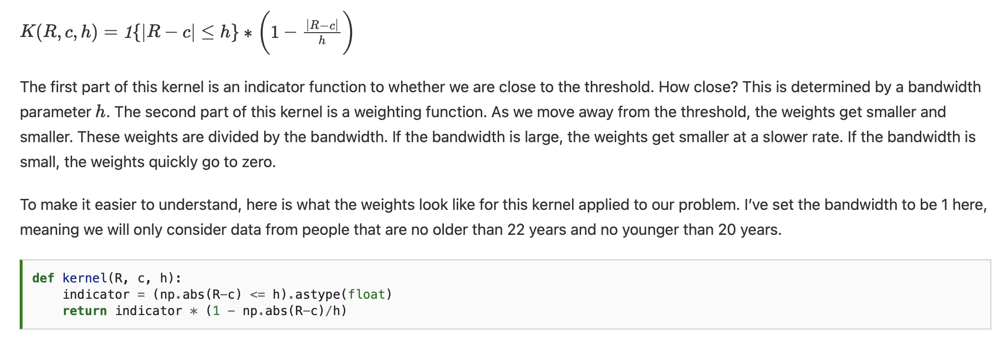 K(R, c, h) = 1{|R − c| ≤ h} ∗ (1 − |R−c|/h)
The first part of this kernel is an indicator function to whether we are close to the threshold. How close? This is determined by a bandwidth
parameter h. The second part of this kernel is a weighting function. As we move away from the threshold, the weights get smaller and
smaller. These weights are divided by the bandwidth. If the bandwidth is large, the weights get smaller at a slower rate. If the bandwidth is
small, the weights quickly go to zero.
To make it easier to understand, here is what the weights look like for this kernel applied to our problem. I’ve set the bandwidth to be 1 here,
meaning we will only consider data from people that are no older than 22 years and no younger than 20 years.
def kernel(R, c, h):
    indicator = (np.abs(R-c) <= h).astype(float)
    return indicator * (1 - np.abs(R-c)/h)